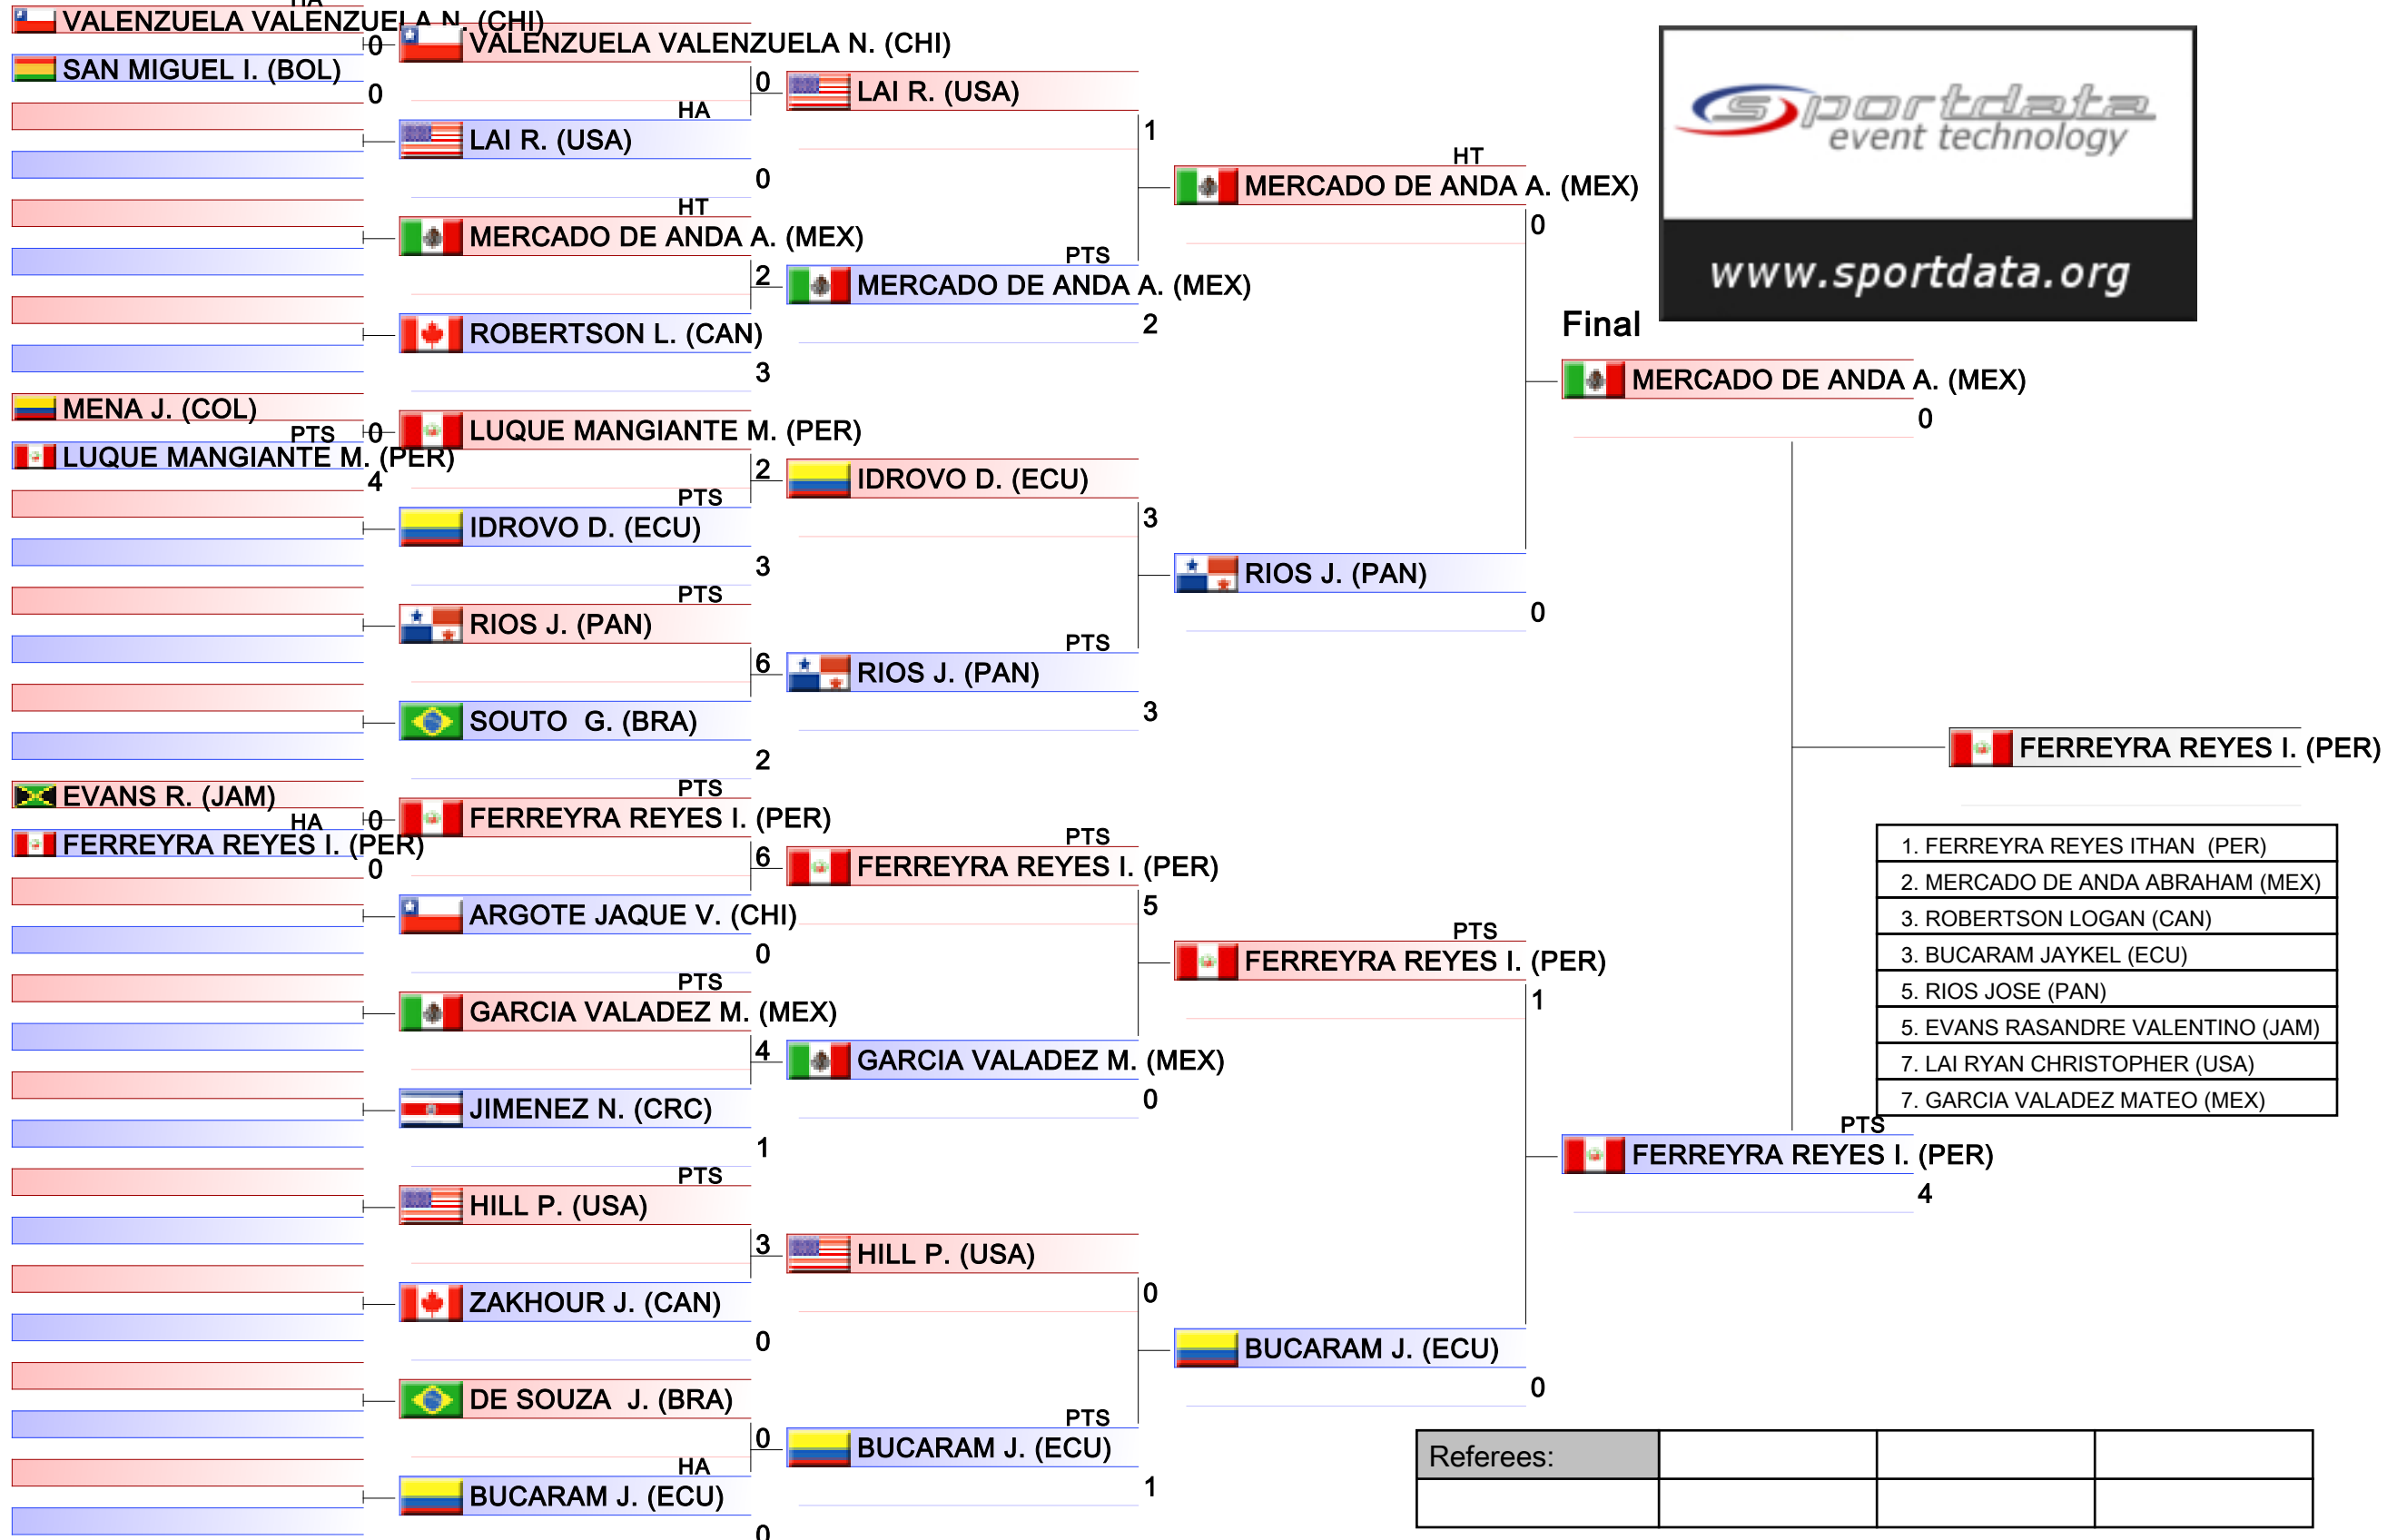 HA
VALENZUELA VALENZUELA N. (CHI)
0
SAN MIGUEL I. (BOL)
0
MENA J. (COL)
0
PTS
LUQUE MANGIANTE M. (PER)
4
EVANS R. (JAM)
0
HA
FERREYRA REYES I. (PER)
0
VALENZUELA VALENZUELA N. (CHI)
0
HA
LAI R. (USA)
0
HT
MERCADO DE ANDA A. (MEX)
2
ROBERTSON L. (CAN)
3
LUQUE MANGIANTE M. (PER)
2
PTS
IDROVO D. (ECU)
3
PTS
RIOS J. (PAN)
6
SOUTO G. (BRA)
2
PTS
FERREYRA REYES I. (PER)
6
ARGOTE JAQUE V. (CHI)
0
PTS
GARCIA VALADEZ M. (MEX)
4
JIMENEZ N. (CRC)
1
PTS
HILL P. (USA)
3
ZAKHOUR J. (CAN)
0
DE SOUZA J. (BRA)
0
HA
BUCARAM J. (ECU)
0
LAI R. (USA)
1
PTS
MERCADO DE ANDA A. (MEX)
2
IDROVO D. (ECU)
3
PTS
RIOS J. (PAN)
3
PTS
FERREYRA REYES I. (PER)
5
GARCIA VALADEZ M. (MEX)
0
HILL P. (USA)
0
PTS
BUCARAM J. (ECU)
1
HT
MERCADO DE ANDA A. (MEX)
0
RIOS J. (PAN)
0
PTS
FERREYRA REYES I. (PER)
1
BUCARAM J. (ECU)
0
sportdata
event technology
www.sportdata.org
Final
MERCADO DE ANDA A. (MEX)
0
PTS
FERREYRA REYES I. (PER)
4
FERREYRA REYES I. (PER)
1. FERREYRA REYES ITHAN (PER)
2. MERCADO DE ANDA ABRAHAM (MEX)
3. ROBERTSON LOGAN (CAN)
3. BUCARAM JAYKEL (ECU)
5. RIOS JOSE (PAN)
5. EVANS RASANDRE VALENTINO (JAM)
7. LAI RYAN CHRISTOPHER (USA)
7. GARCIA VALADEZ MATEO (MEX)
Referees: